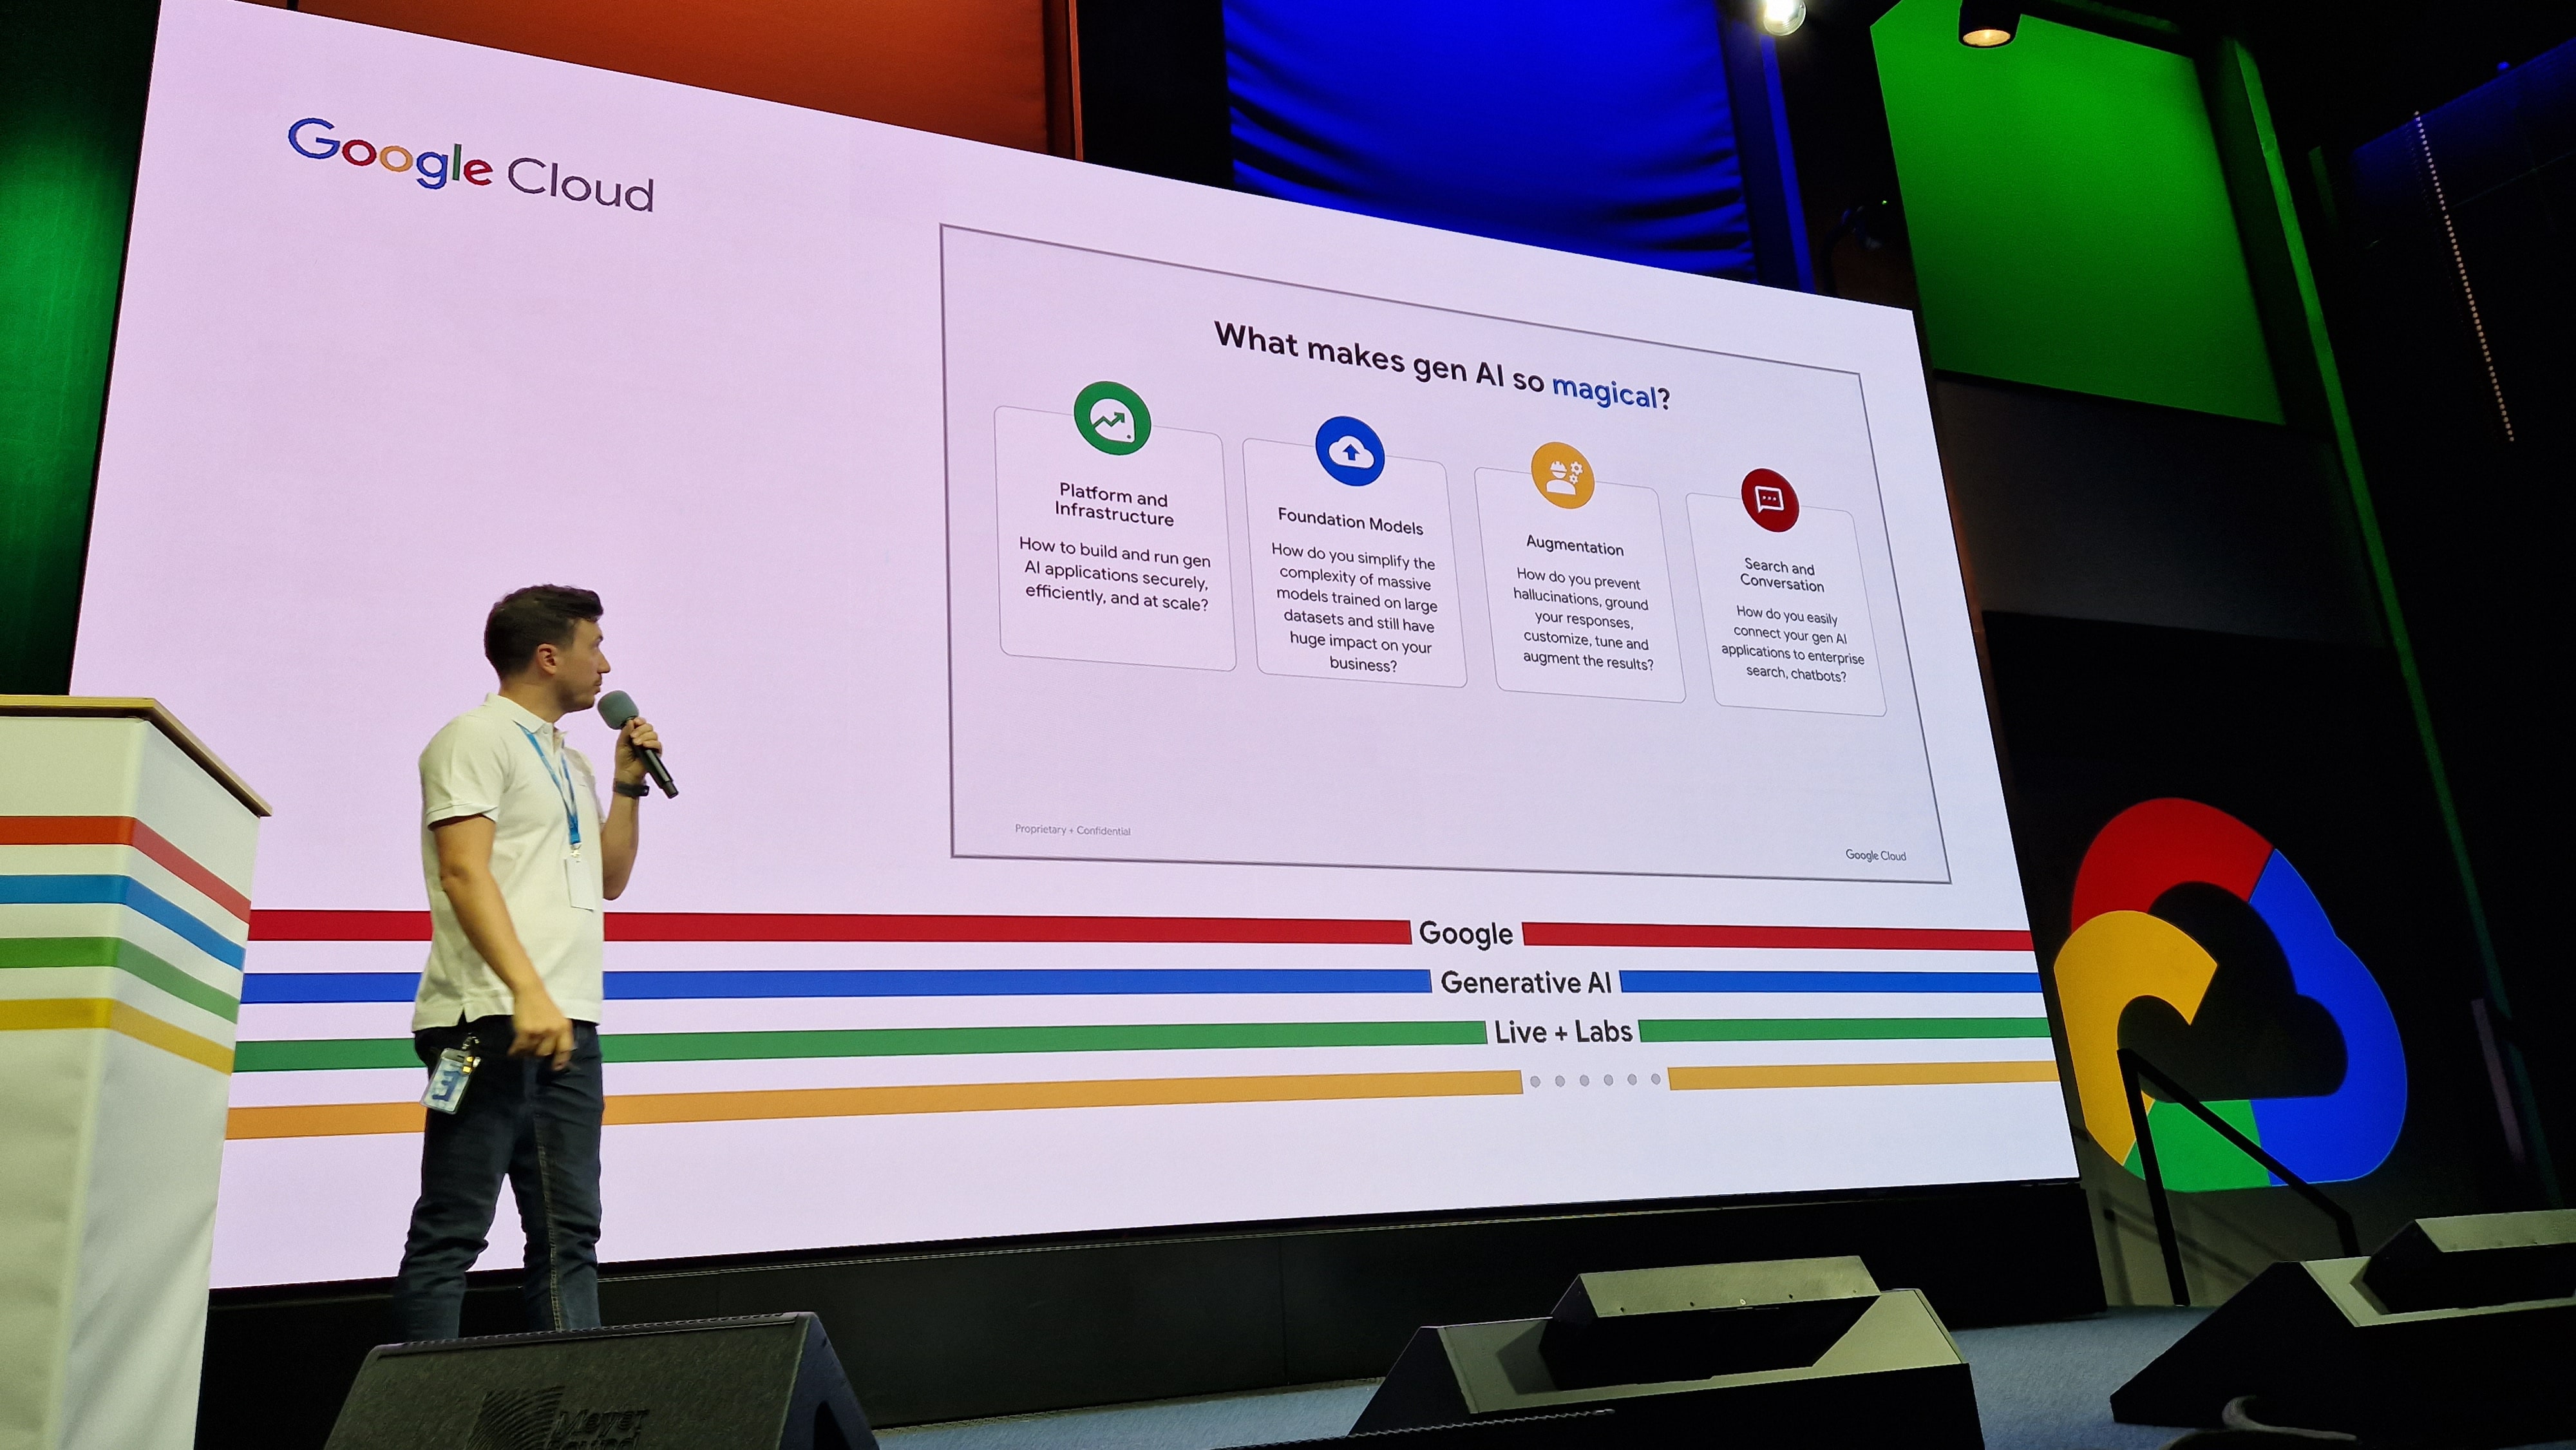 Google Cloud
What makes gen AI so magical?
Platform and
Infrastructure
How to build and run gen
AI applications securely,
efficiently, and at scale?
Foundation Models
How do you simplify the
complexity of massive
models trained on large
datasets and still have
huge impact on your
business?
Augmentation
How do you prevent
hallucinations, ground
your responses,
customize, tune and
augment the results?
Search and
Conversation
How do you easily
connect your gen AI
applications to enterprise
search, chatbots?
Proprietary + Confidential
Google Cloud
Google
Generative AI
Live + Labs
Meyer